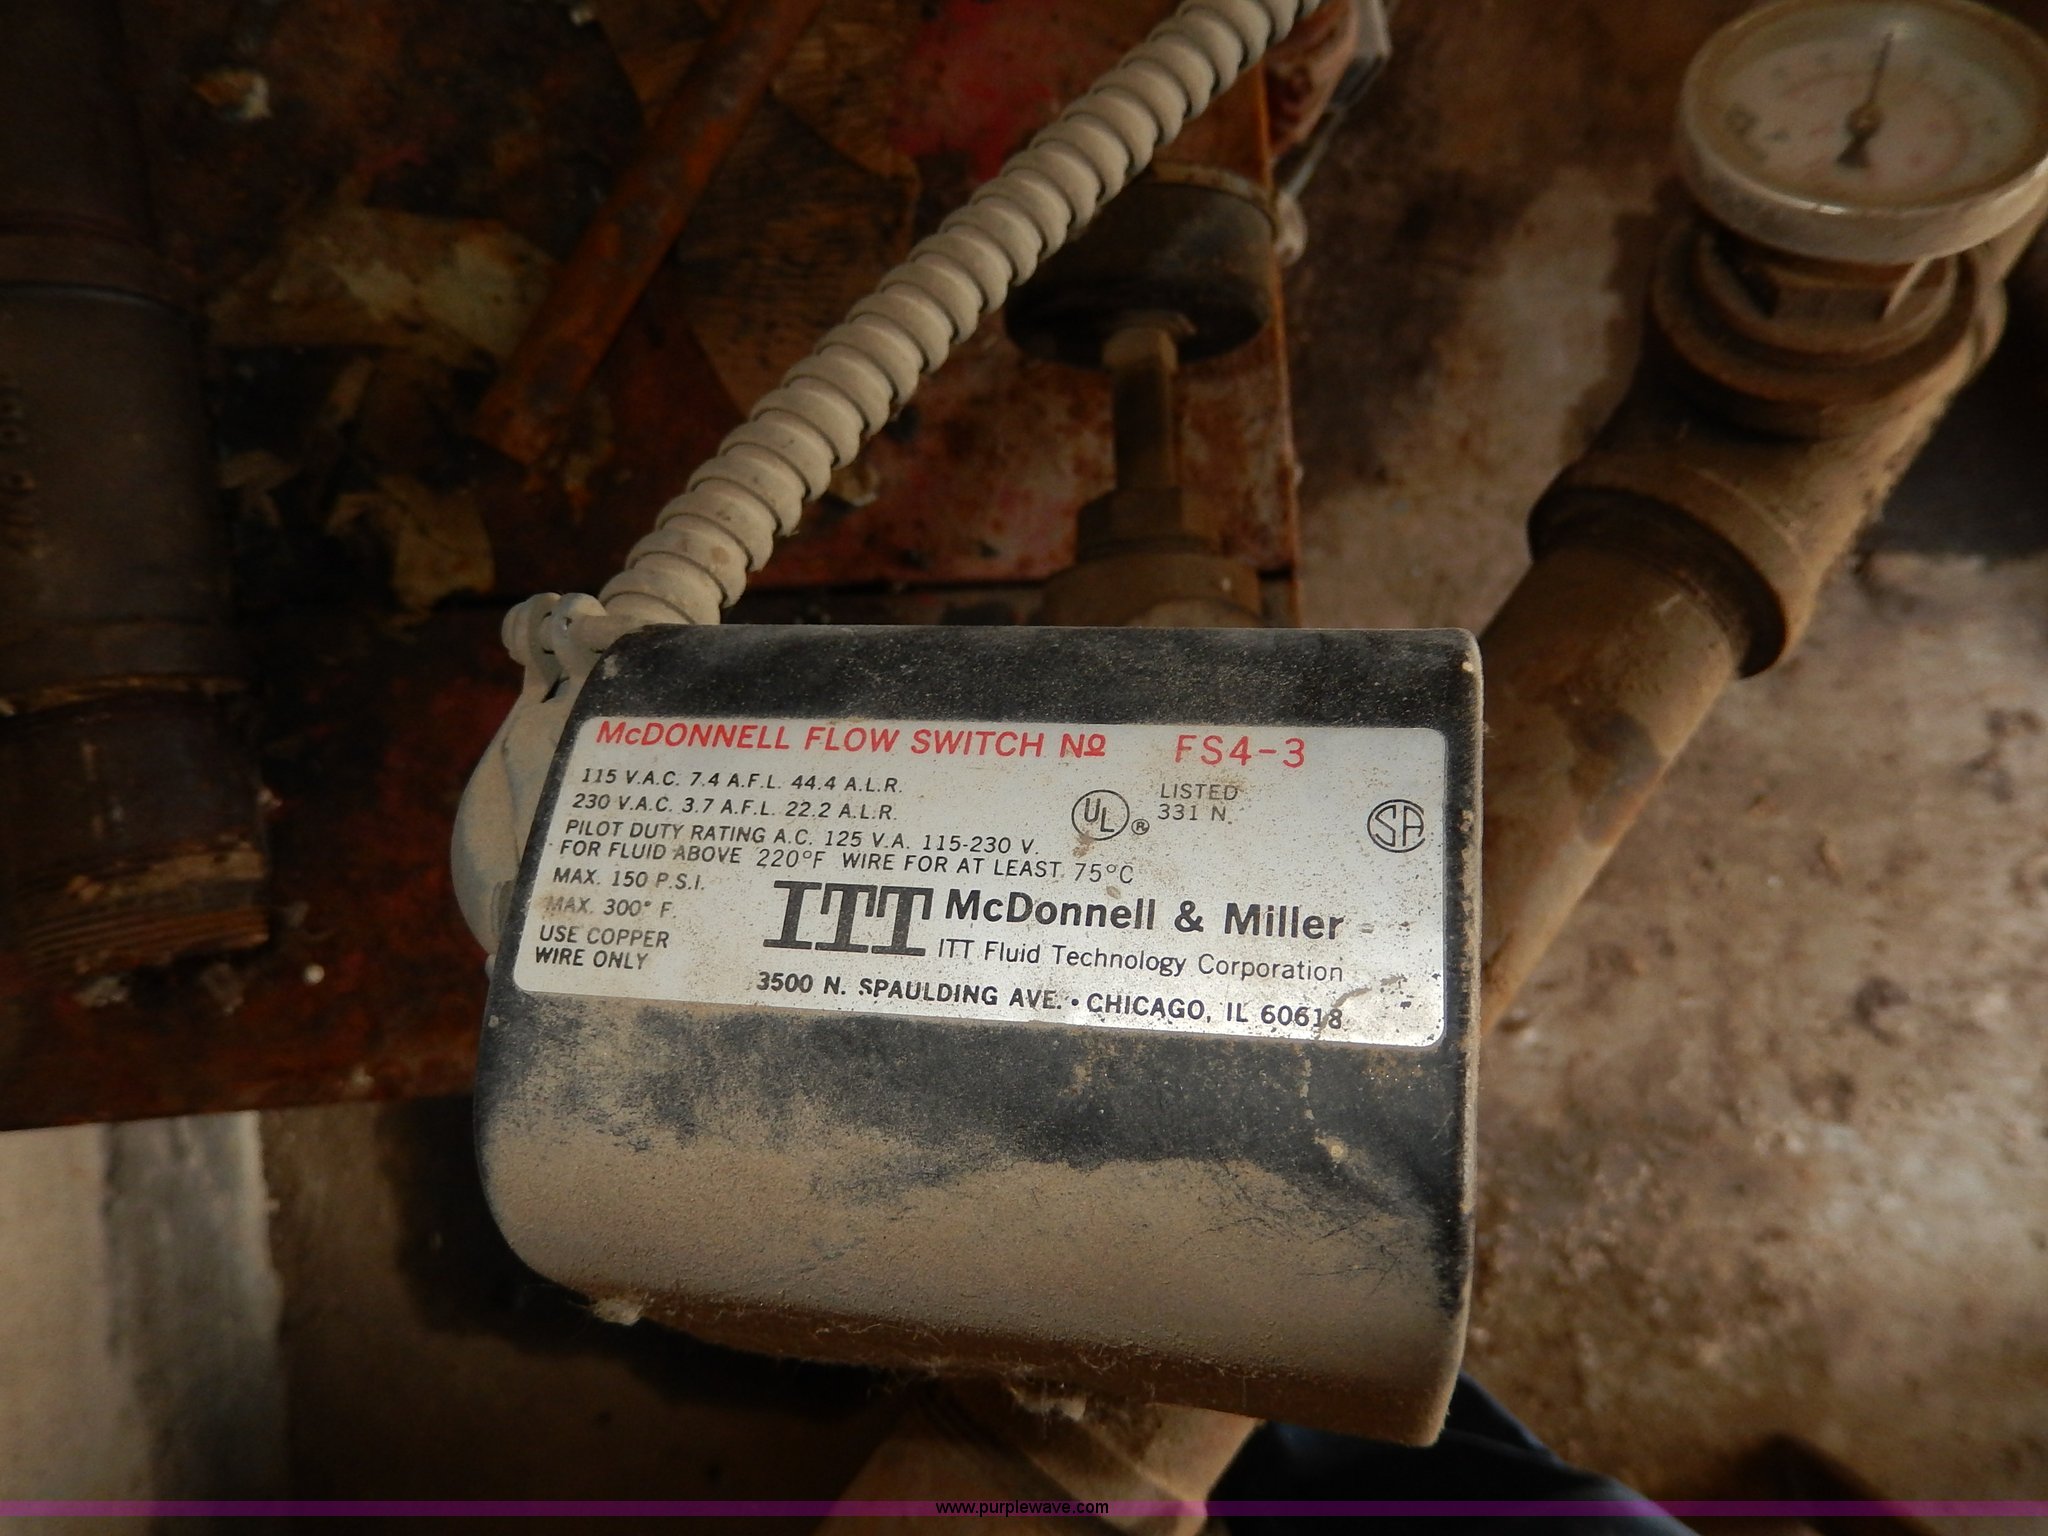 McDONNELL FLOW SWITCH No FS4-3
115 V.A.C. 7.4 A.F.L. 44.4 A.L.R.
230 V.A.C. 3.7 A.F.L. 22.2 A.L.R.
UL ® LISTED
331 N.
SA
PILOT DUTY RATING A.C. 125 V.A. 115-230 V.
FOR FLUID ABOVE 220°F WIRE FOR AT LEAST 75°C
MAX. 150 P.S.I.
MAX. 300° F.
USE COPPER
WIRE ONLY
ITT McDonnell & Miller
ITT Fluid Technology Corporation
3500 N. SPAULDING AVE. • CHICAGO, IL 60618
www.purplewave.com